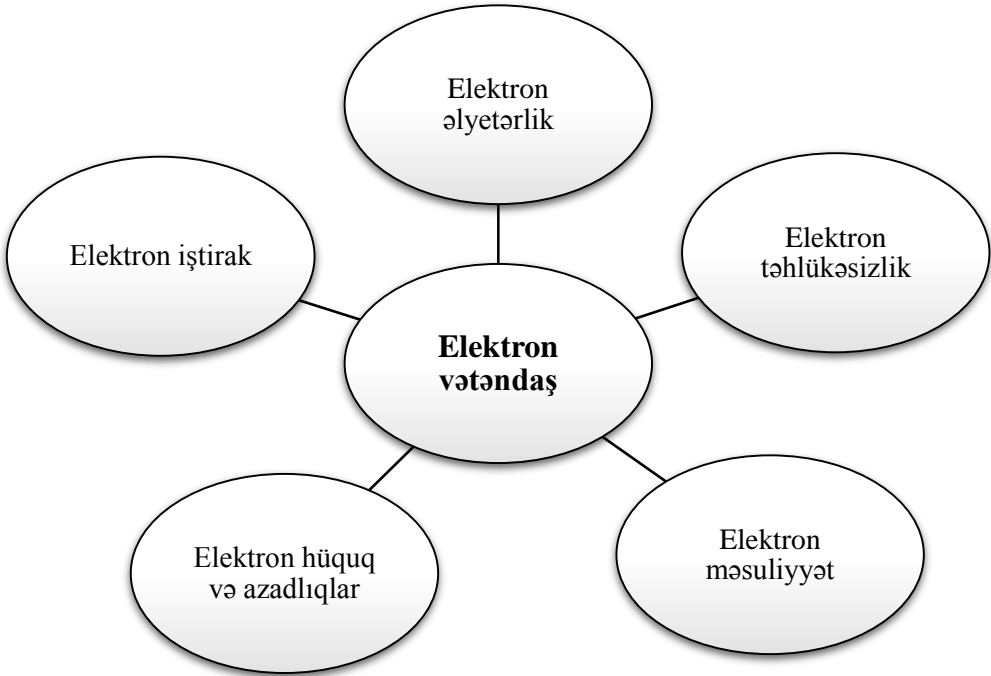 Elektron
əlyetərlik
Elektron iştirak
Elektron
təhlükəsizlik
Elektron
vətəndaş
Elektron hüquq
və azadlıqlar
Elektron
məsuliyyət